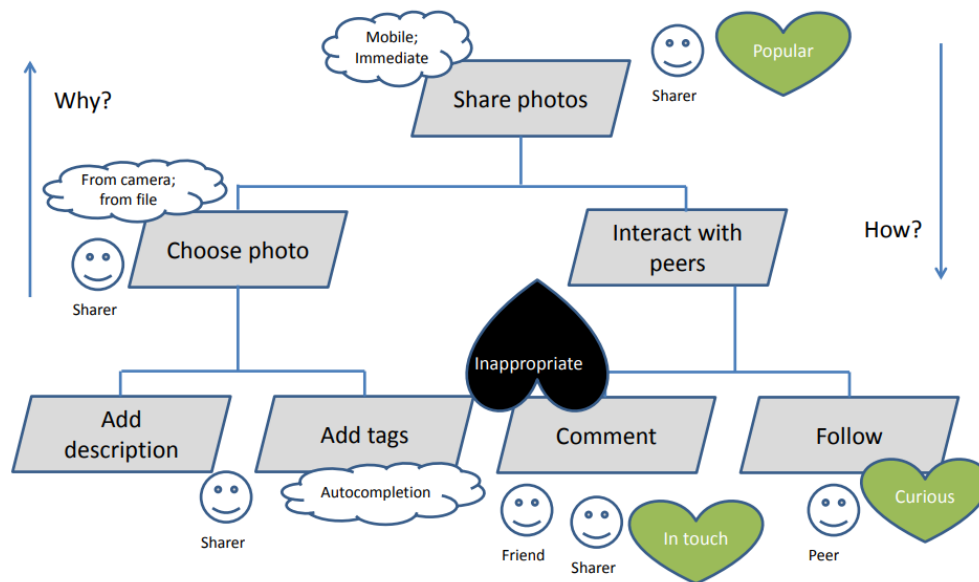 Mobile;
Immediate
Popular
Share photos
Sharer
Why?
From camera;
from file
Choose photo
Sharer
Interact with
peers
How?
Inappropriate
Add
description
Add tags
Comment
Follow
Sharer
Autocompletion
Friend
Sharer
In touch
Peer
Curious